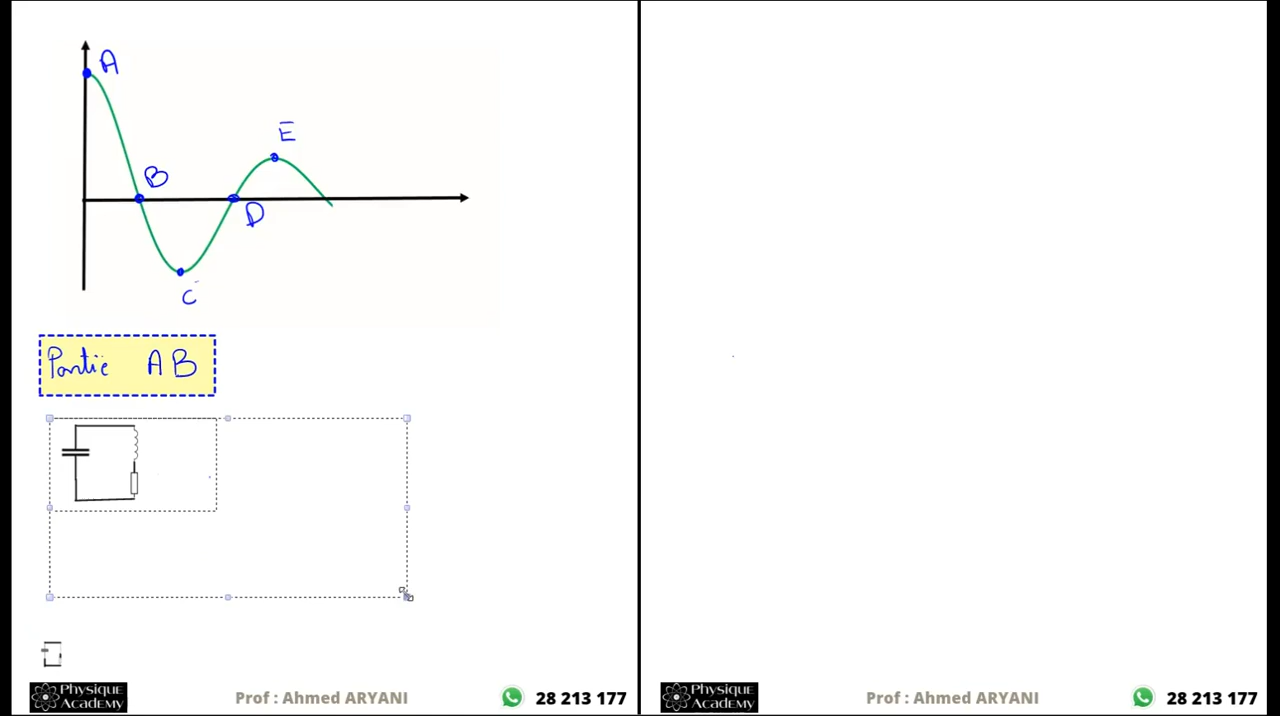 A
B
E
D
C
Partie AB
Physique
Academy
Prof : Ahmed ARYANI
28 213 177
Physique
Academy
Prof : Ahmed ARYANI
28 213 177